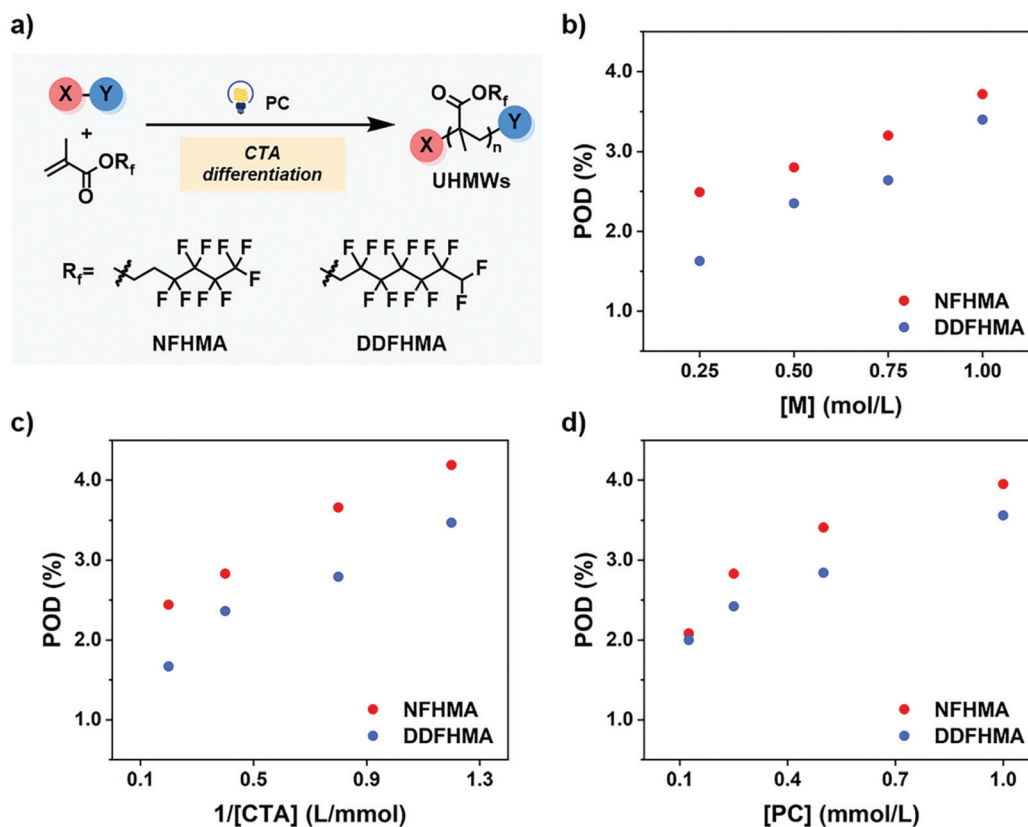 a)
X
Y
+
O
OR_f
PC
CTA
differentiation
O
OR_f
X
Y
n
UHMWs
R_f=
F F F F
F
F
F F F F
F F F F F
F
F F F F F
F
NFHMA
DDFHMA
b)
POD (%)
4.0
3.0
2.0
1.0
NFHMA
DDFHMA
0.25
0.50
0.75
1.00
[M] (mol/L)
c)
POD (%)
4.0
3.0
2.0
1.0
NFHMA
DDFHMA
0.1
0.5
0.9
1.3
1/[CTA] (L/mmol)
d)
POD (%)
4.0
3.0
2.0
1.0
NFHMA
DDFHMA
0.1
0.4
0.7
1.0
[PC] (mmol/L)